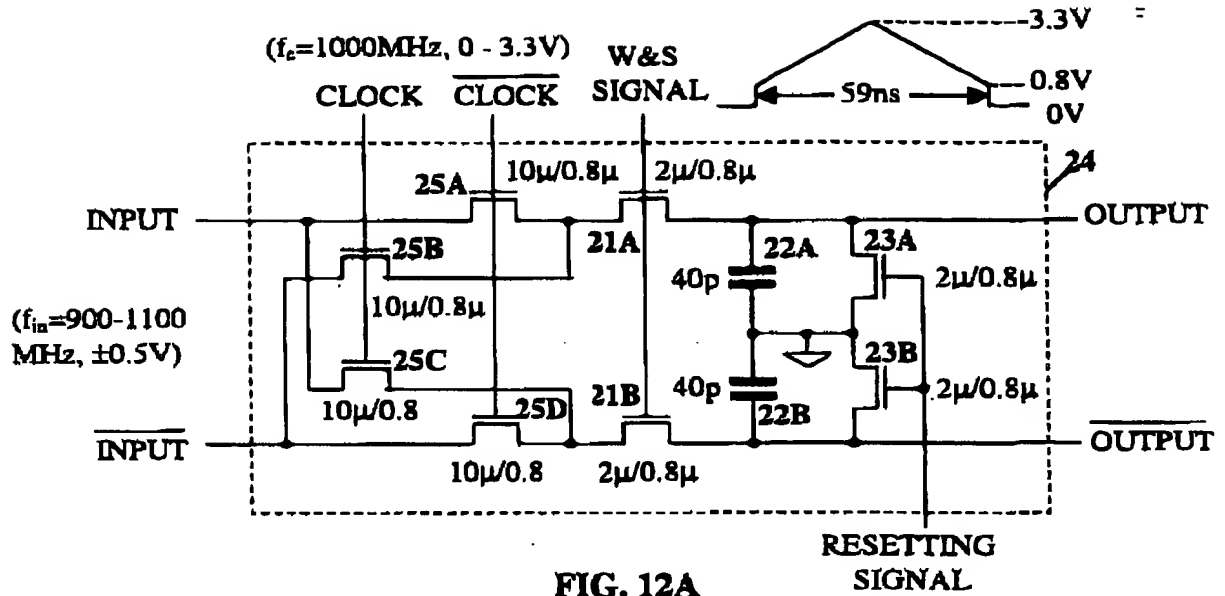 -3.3V
(fc=1000MHz, 0 - 3.3V)
W&S
SIGNAL
CLOCK
CLOCK
59ns
0.8V
0V
24
10μ/0.8μ
2μ/0.8μ
25A
INPUT
OUTPUT
21A
22A
23A
25B
40p
2μ/0.8μ
10μ/0.8μ
(fin=900-1100
MHz, ±0.5V)
25C
23B
40p
21B
2μ/0.8μ
10μ/0.8
25D
22B
INPUT
OUTPUT
10μ/0.8
2μ/0.8μ
RESETTING
SIGNAL
FIG. 12A